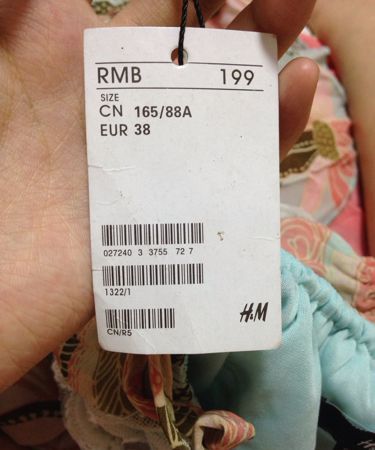 RMB 199
SIZE
CN 165/88A
EUR 38
027240 3 3755 72 7
1322/1
CN/R5
H&M